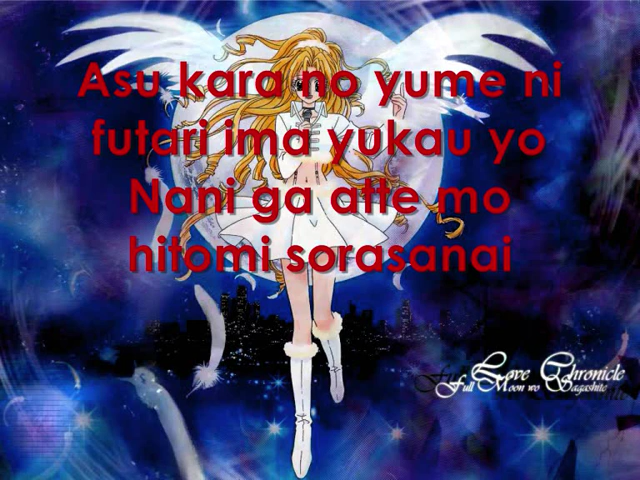 Asu kara no yume ni
futari ima yukau yo
Nani ga atte mo
hitomi sorasanai
Love Chronicle
Full Moon wo Sagashite